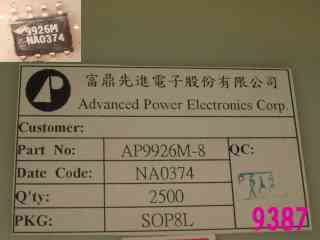 9926M
NA0374
富鼎先進電子股份有限公司
Advanced Power Electronics Corp.
Customer:
Part No: AP9926M-8 QC:
Date Code: NA0374
Q'ty: 2500
PKG: SOP8L
9387